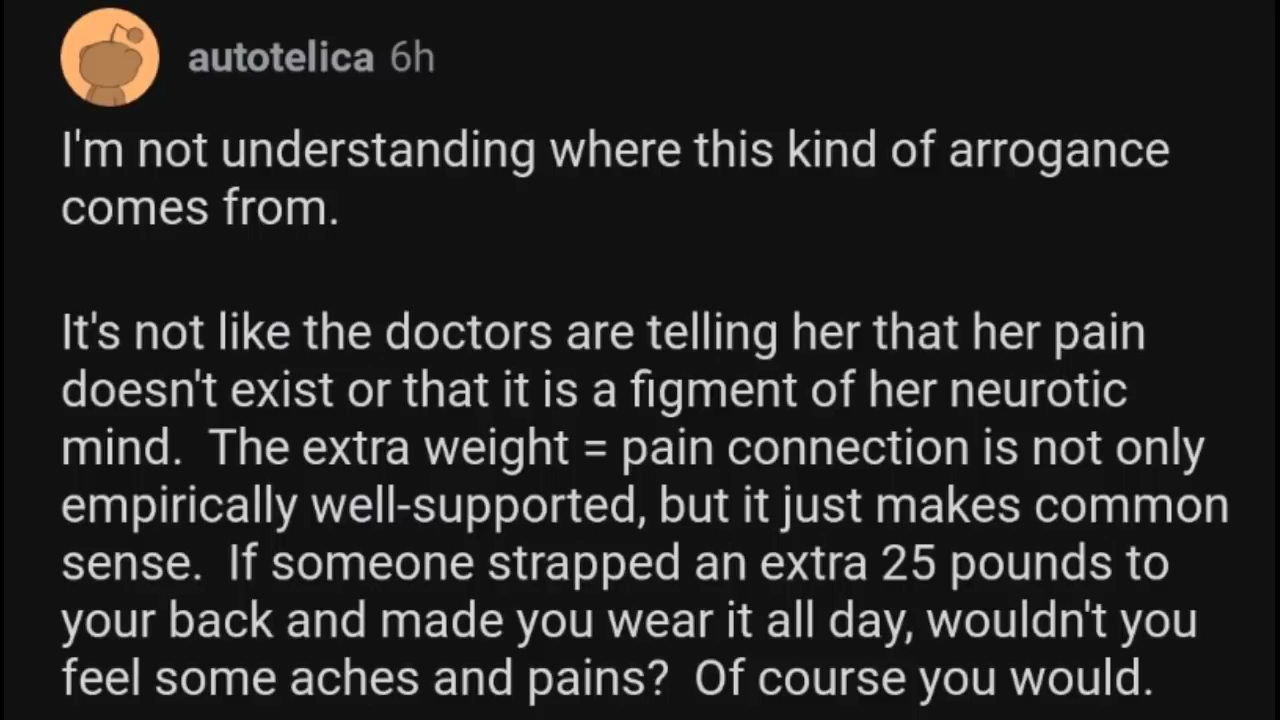 autotelica 6h
I'm not understanding where this kind of arrogance
comes from.
It's not like the doctors are telling her that her pain
doesn't exist or that it is a figment of her neurotic
mind.  The extra weight = pain connection is not only
empirically well-supported, but it just makes common
sense.  If someone strapped an extra 25 pounds to
your back and made you wear it all day, wouldn't you
feel some aches and pains?  Of course you would.